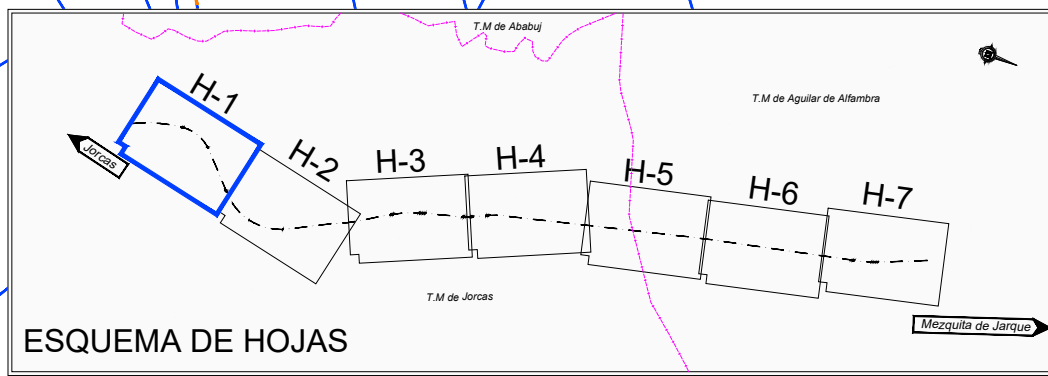 T.M de Ababuj
T.M de Aguilar de Alfambra
H-1
H-2
H-3
H-4
H-5
H-6
H-7
Jorcas
T.M de Jorcas
Mezquita de Jarque
ESQUEMA DE HOJAS